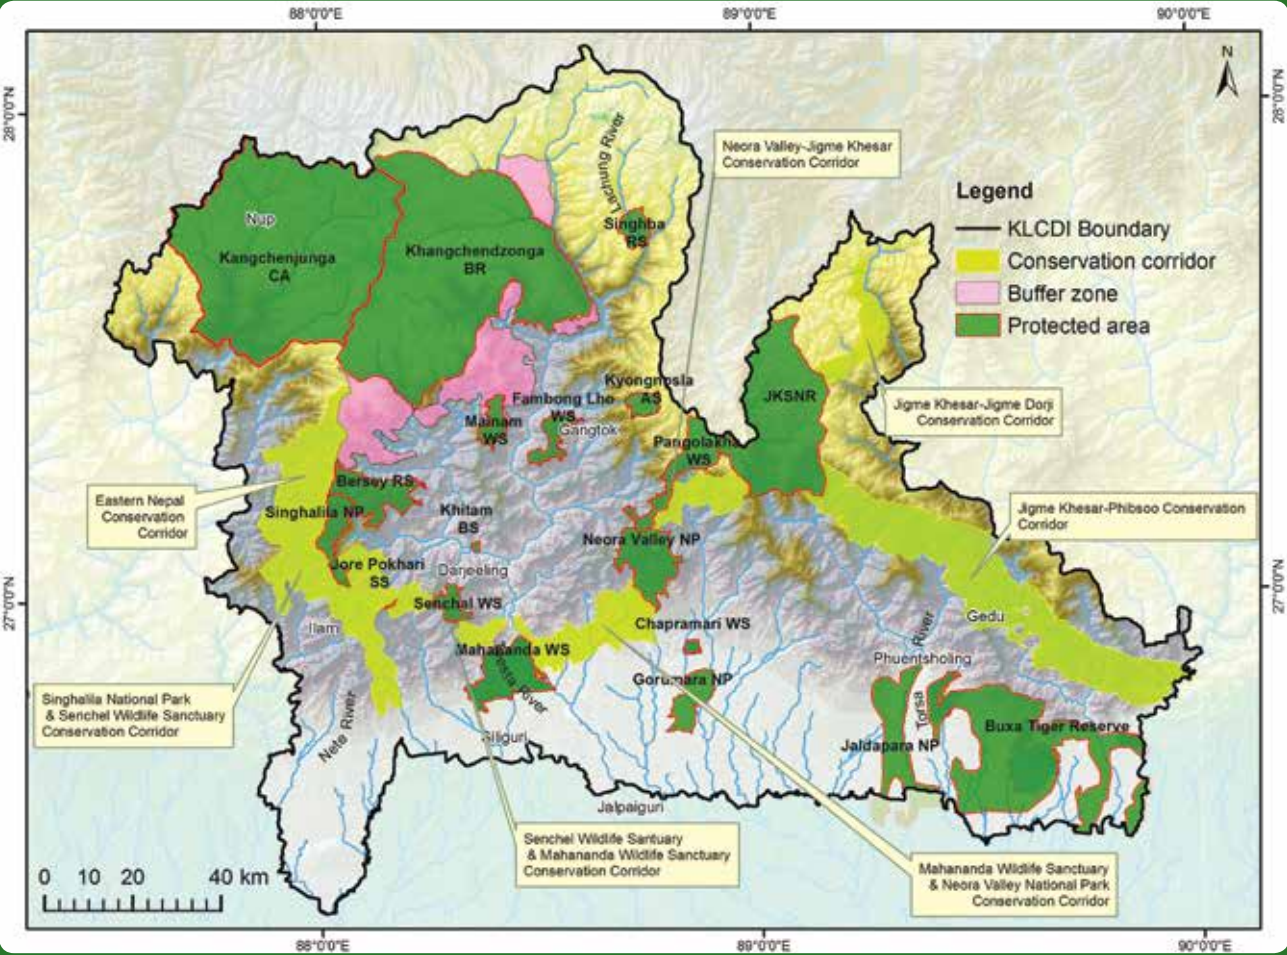 88°0'0"E
89°0'0"E
90°0'0"E
28°0'0"N
28°0'0"N
N
Neora Valley-Jigme Khesar
Conservation Corridor
Legend
KLCDI Boundary
Conservation corridor
Buffer zone
Protected area
Lachung River
Singhba
RS
Nup
Kangchenjunga
CA
Khangchendzonga
BR
Kyongnosla
AS
JKSNR
Fambong Lho
WS
Mainam
WS
Gangtok
Pangolakha
WS
Jigme Khesar-Jigme Dorji
Conservation Corridor
Bersey RS
Eastern Nepal
Conservation
Corridor
Singhalila NP
Khitam
BS
Neora Valley NP
Jigme Khesar-Phibsoo Conservation
Corridor
Jore Pokhari
SS
Darjeeling
Senchal WS
27°0'0"N
27°0'0"N
Ilam
Chapramari WS
Gedu
Mahananda WS
Phuentsholing
River
Torsa
Teesta River
Gorumara NP
Singhalila National Park
& Senchel Wildlife Sanctuary
Conservation Corridor
River
Siliguri
Jaldapara NP
Buxa Tiger Reserve
Jalpaiguri
Senchel Wildlife Santuary
& Mahananda Wildlife Sanctuary
Conservation Corridor
Mahananda Wildlife Sanctuary
& Neora Valley National Park
Conservation Corridor
0 10 20 40 km
88°0'0"E
89°0'0"E
90°0'0"E